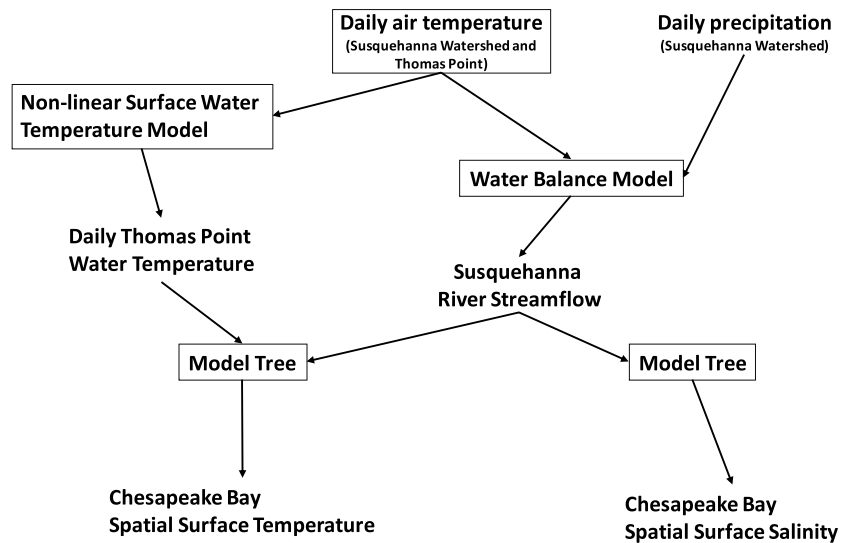 Daily air temperature
(Susquehanna Watershed and
Thomas Point)
Daily precipitation
(Susquehanna Watershed)
Non-linear Surface Water
Temperature Model
Water Balance Model
Daily Thomas Point
Water Temperature
Susquehanna
River Streamflow
Model Tree
Model Tree
Chesapeake Bay
Spatial Surface Temperature
Chesapeake Bay
Spatial Surface Salinity